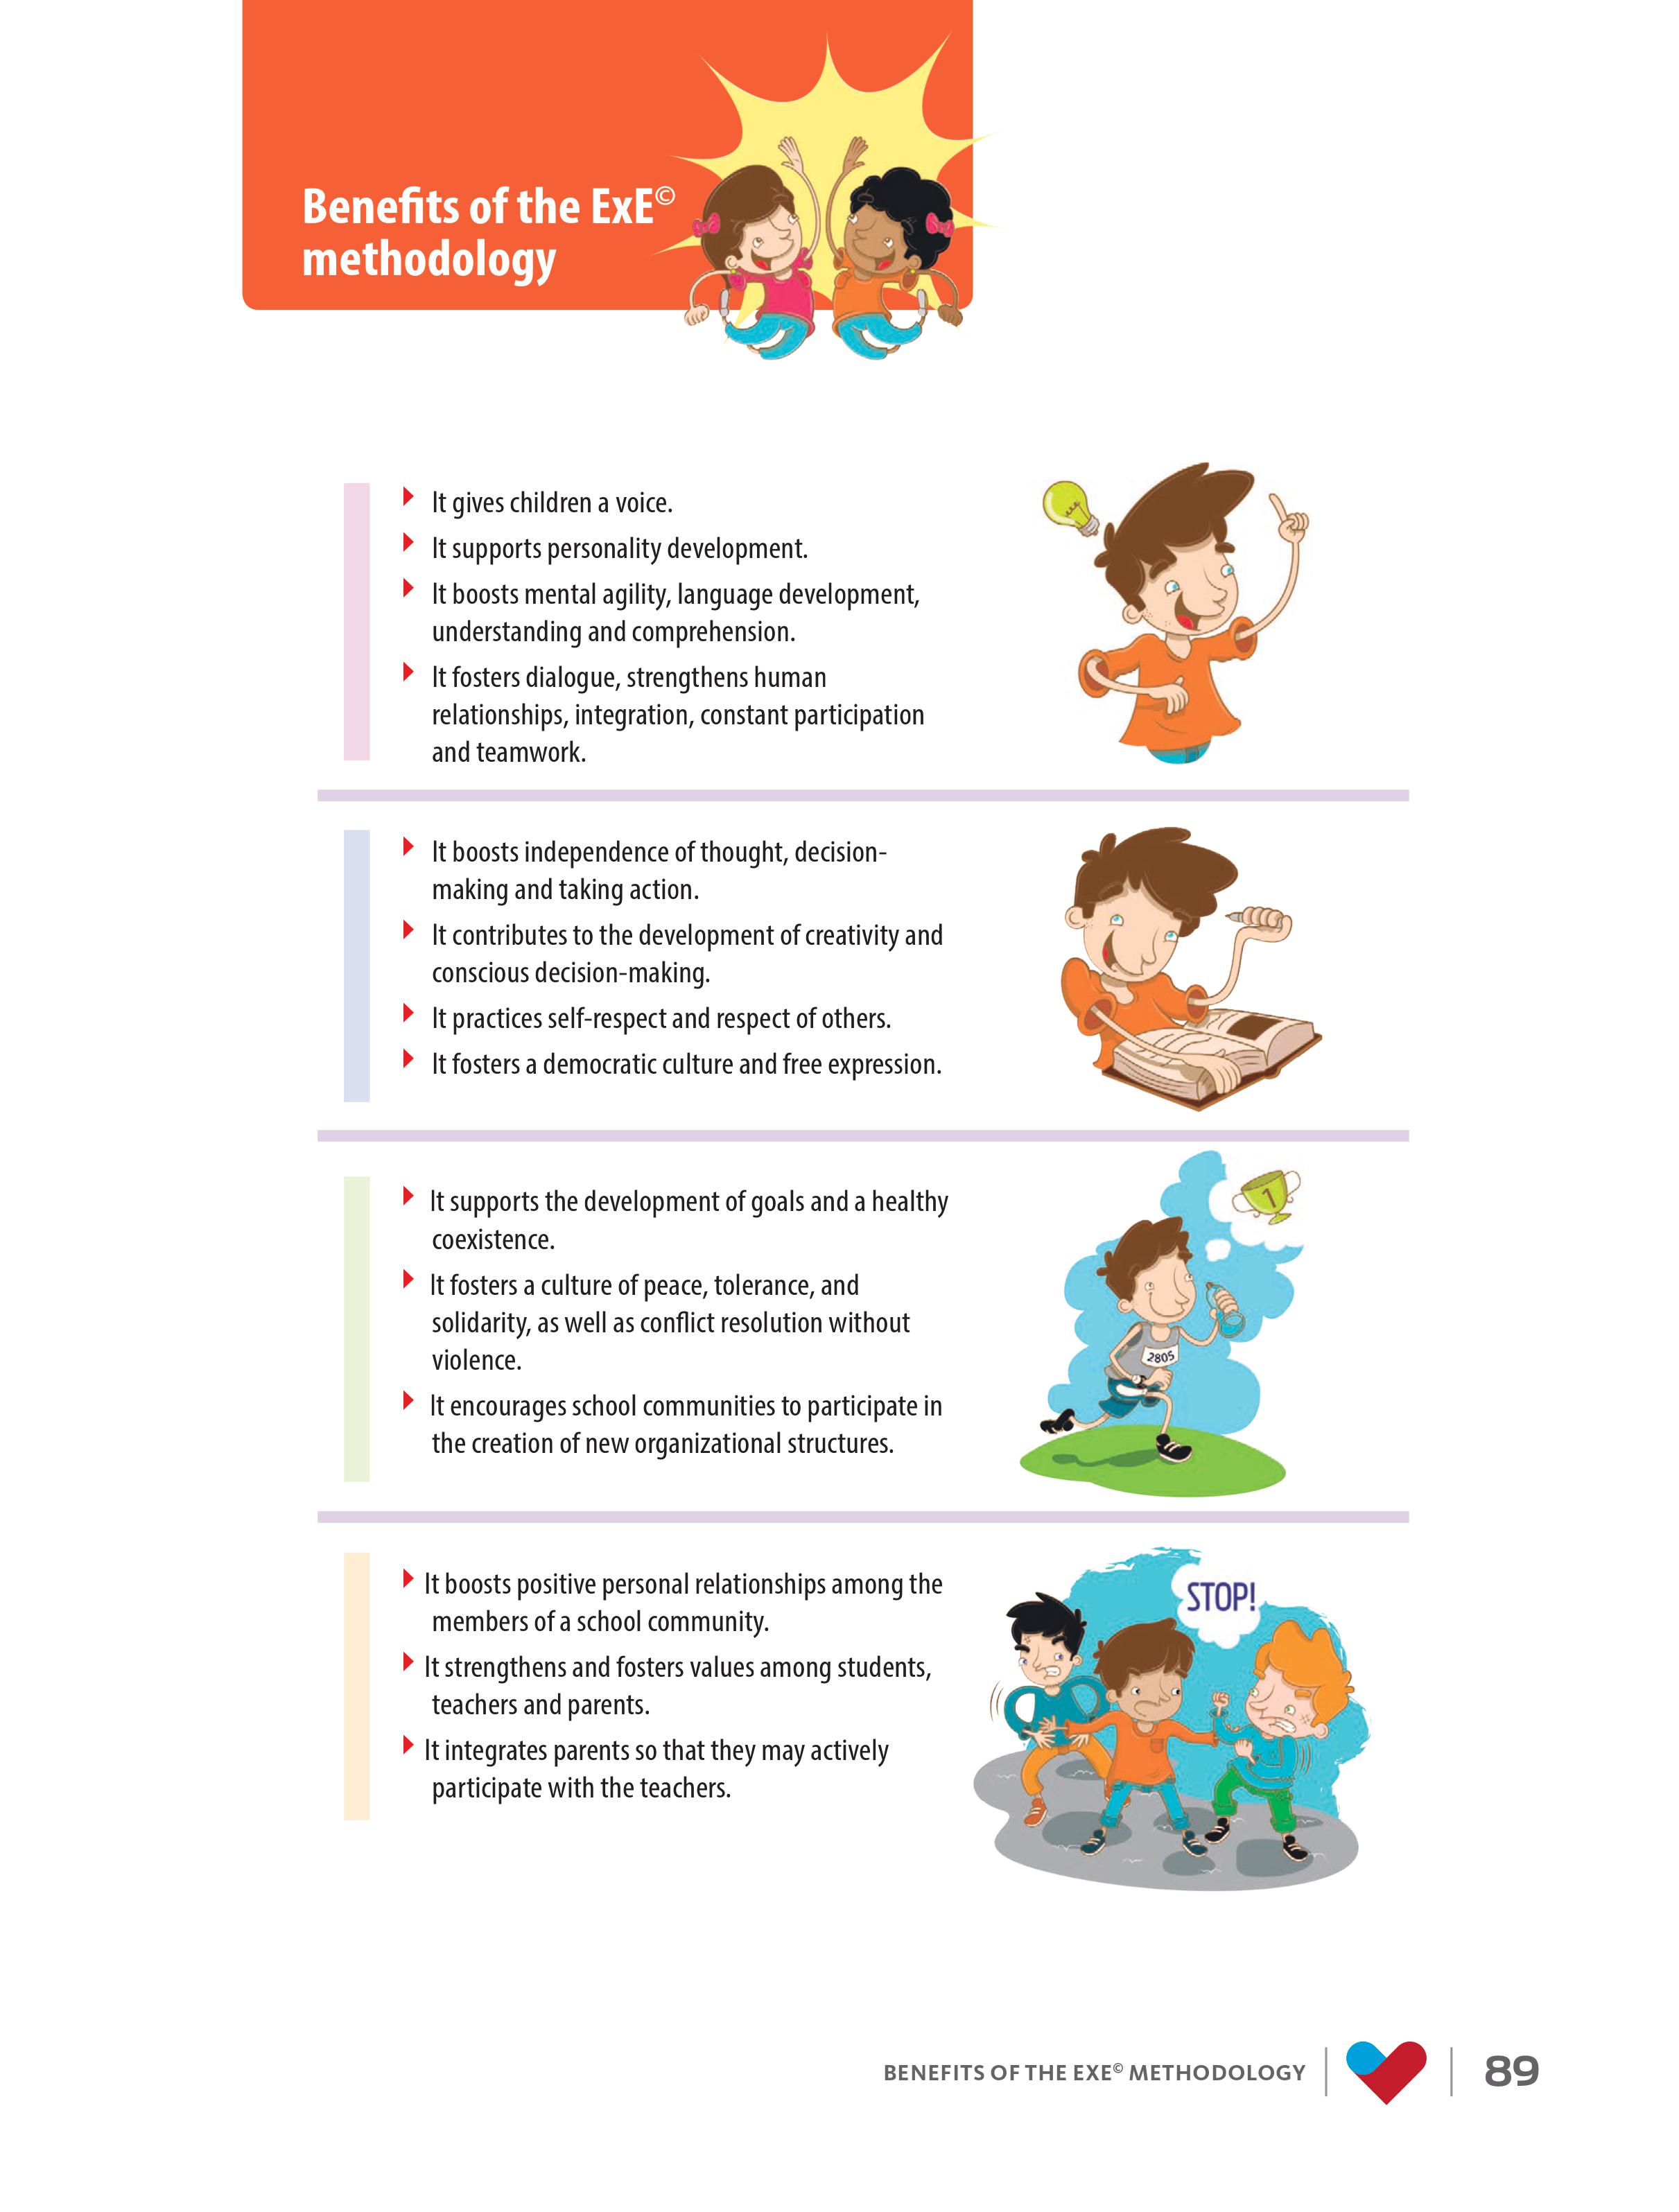 Benefits of the ExE©
methodology
It gives children a voice.
It supports personality development.
It boosts mental agility, language development,
understanding and comprehension.
It fosters dialogue, strengthens human
relationships, integration, constant participation
and teamwork.
It boosts independence of thought, decision-
making and taking action.
It contributes to the development of creativity and
conscious decision-making.
It practices self-respect and respect of others.
It fosters a democratic culture and free expression.
1
It supports the development of goals and a healthy
coexistence.
It fosters a culture of peace, tolerance, and
solidarity, as well as conflict resolution without
violence.
2805
It encourages school communities to participate in
the creation of new organizational structures.
STOP!
It boosts positive personal relationships among the
members of a school community.
It strengthens and fosters values among students,
teachers and parents.
It integrates parents so that they may actively
participate with the teachers.
BENEFITS OF THE EXE© METHODOLOGY
89